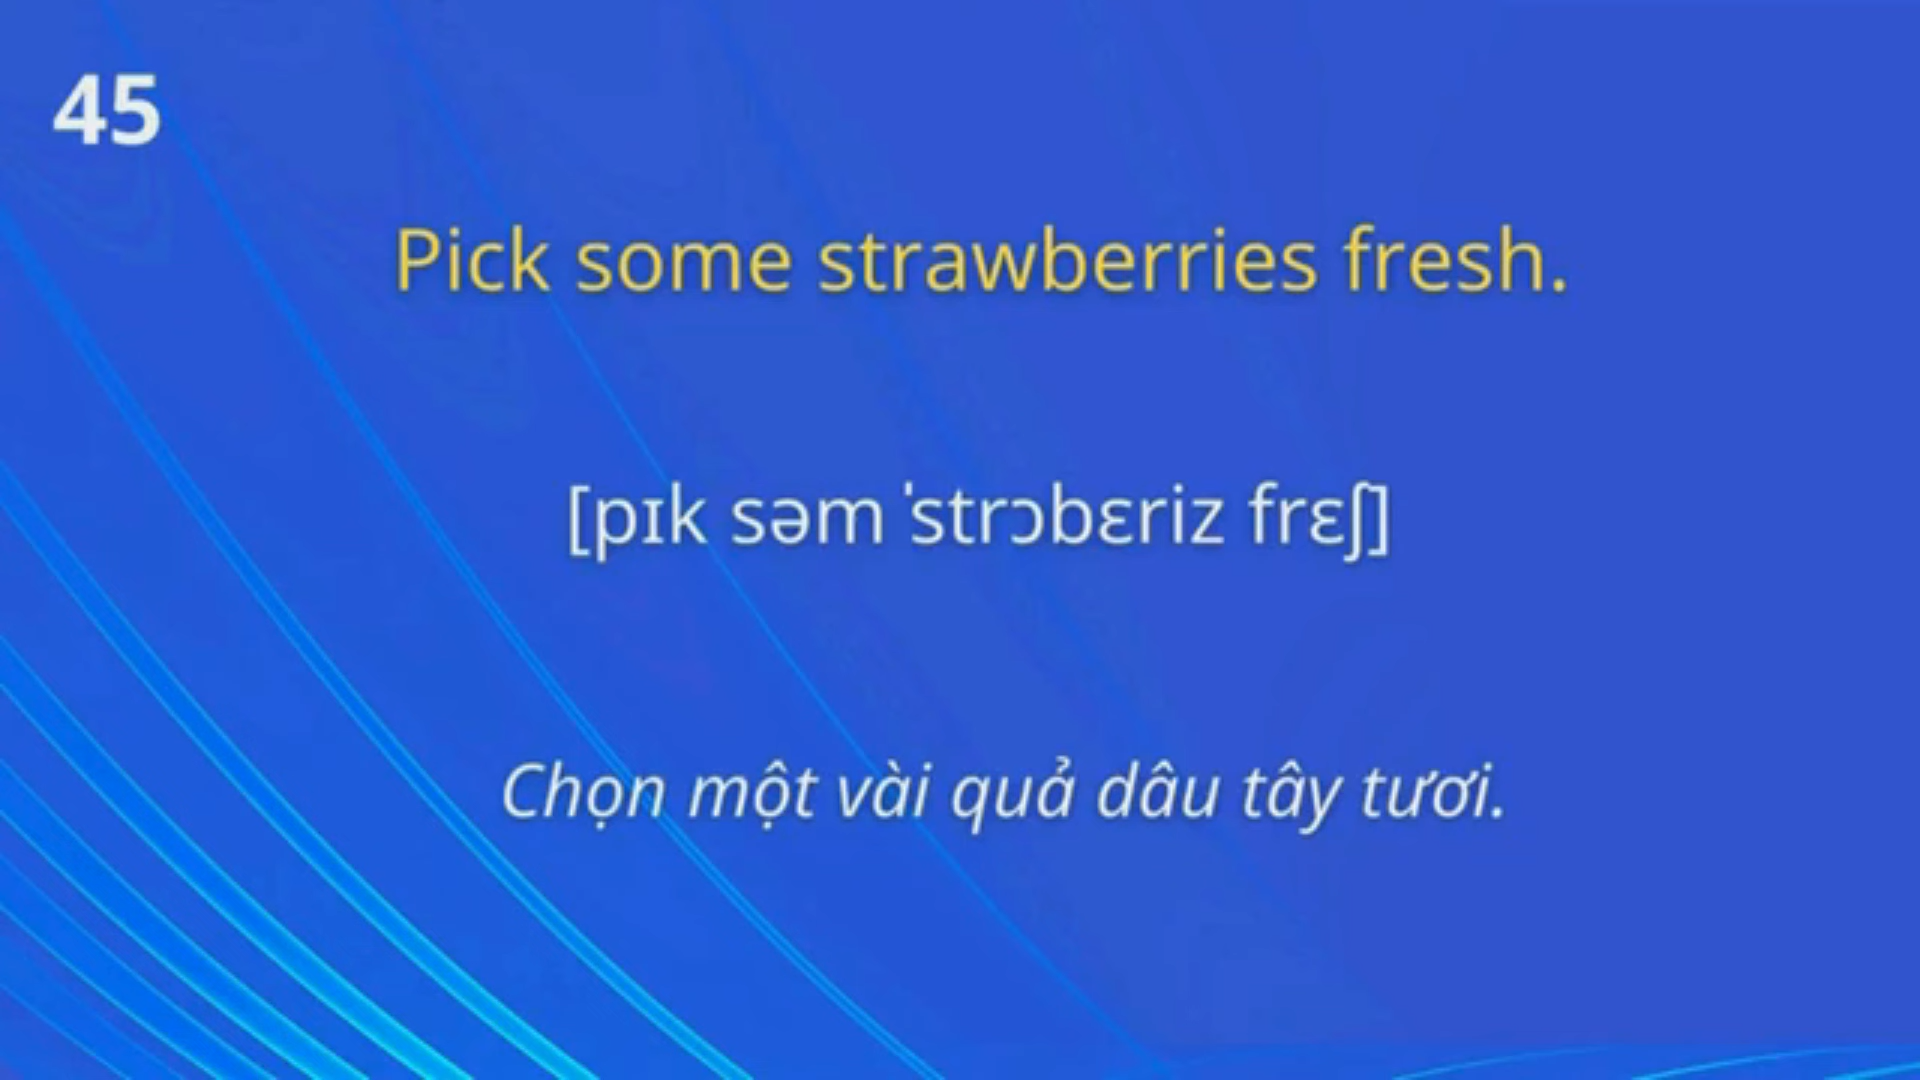 45
Pick some strawberries fresh.
[pɪk səm ˈstrɔbɛriz frɛʃ]
Chọn một vài quả dâu tây tươi.